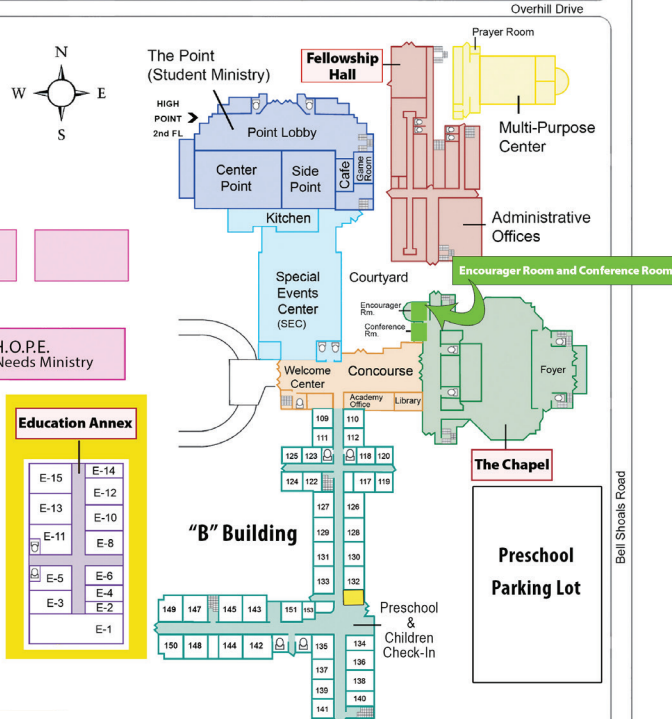 Overhill Drive
Prayer Room
N
W
E
S
The Point
(Student Ministry)
HIGH
POINT
2nd FL
Fellowship
Hall
Point Lobby
Multi-Purpose
Center
Center
Point
Side
Point
Cafe
Game
Room
Kitchen
Administrative
Offices
Special
Events
Center
(SEC)
Courtyard
Encourager Room and Conference Room
Encourager
Rm.
Conference
Rm.
H.O.P.E.
Needs Ministry
Welcome
Center
Concourse
Academy
Office
Library
Foyer
The Chapel
Education Annex
E-15
E-14
E-12
E-13
E-10
E-11
E-8
E-5
E-6
E-4
E-3
E-2
E-1
109
110
111
112
125
123
118
120
124
122
117
119
"B" Building
127
126
129
128
131
130
133
132
149
147
145
143
151
153
Preschool
&
Children
Check-In
150
148
144
142
135
134
137
136
139
138
141
140
Preschool
Parking Lot
Bell Shoals Road